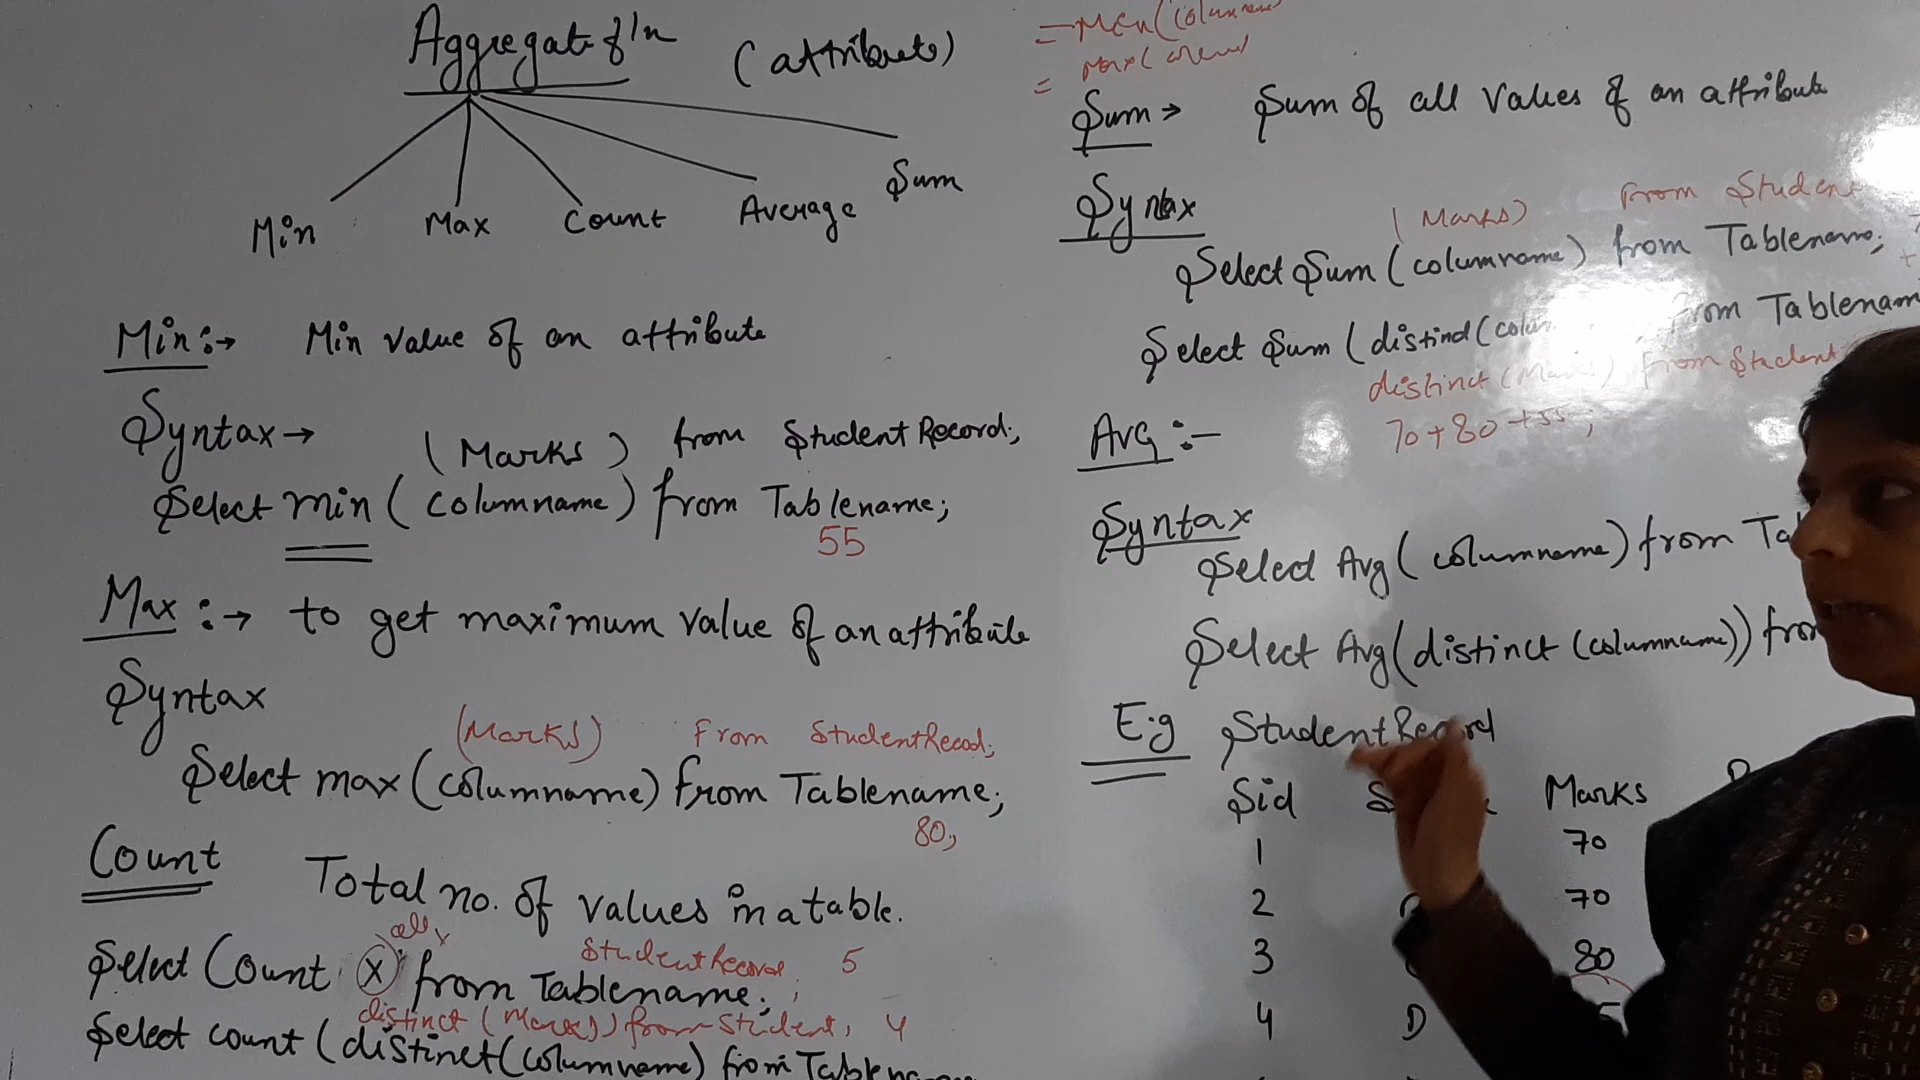 Aggregate f/n (attribute)
Min Max Count Average Sum
Min :→ Min value of an attribute
Syntax →
(Marks) from Student Record;
Select min (columname) from Tablename;
55
Max :→ to get maximum value of an attribute
Syntax
(Marks) From StudentRecod;
Select max (columname) from Tablename;
80;
Count Total no. of values in a table.
all
StudentRecord 5
Select Count (x) from Tablename;
distinct (Marks)) from Student, 4
Select count (distinct (columname) from
= Max(
Sum → Sum of all values of an attribute
Syntax
(Marks) From Student
Select Sum (columname) from Tablename;
Select Sum (distinct (from Tablenam
distinct ( ) from Student
70 + 80 + 55;
Avg :-
Syntax
Select Avg (columname) from Ta
Select Avg (distinct (columname)) from
E.g StudentRecord
Sid Marks
1 70
2 70
3 80
4 D